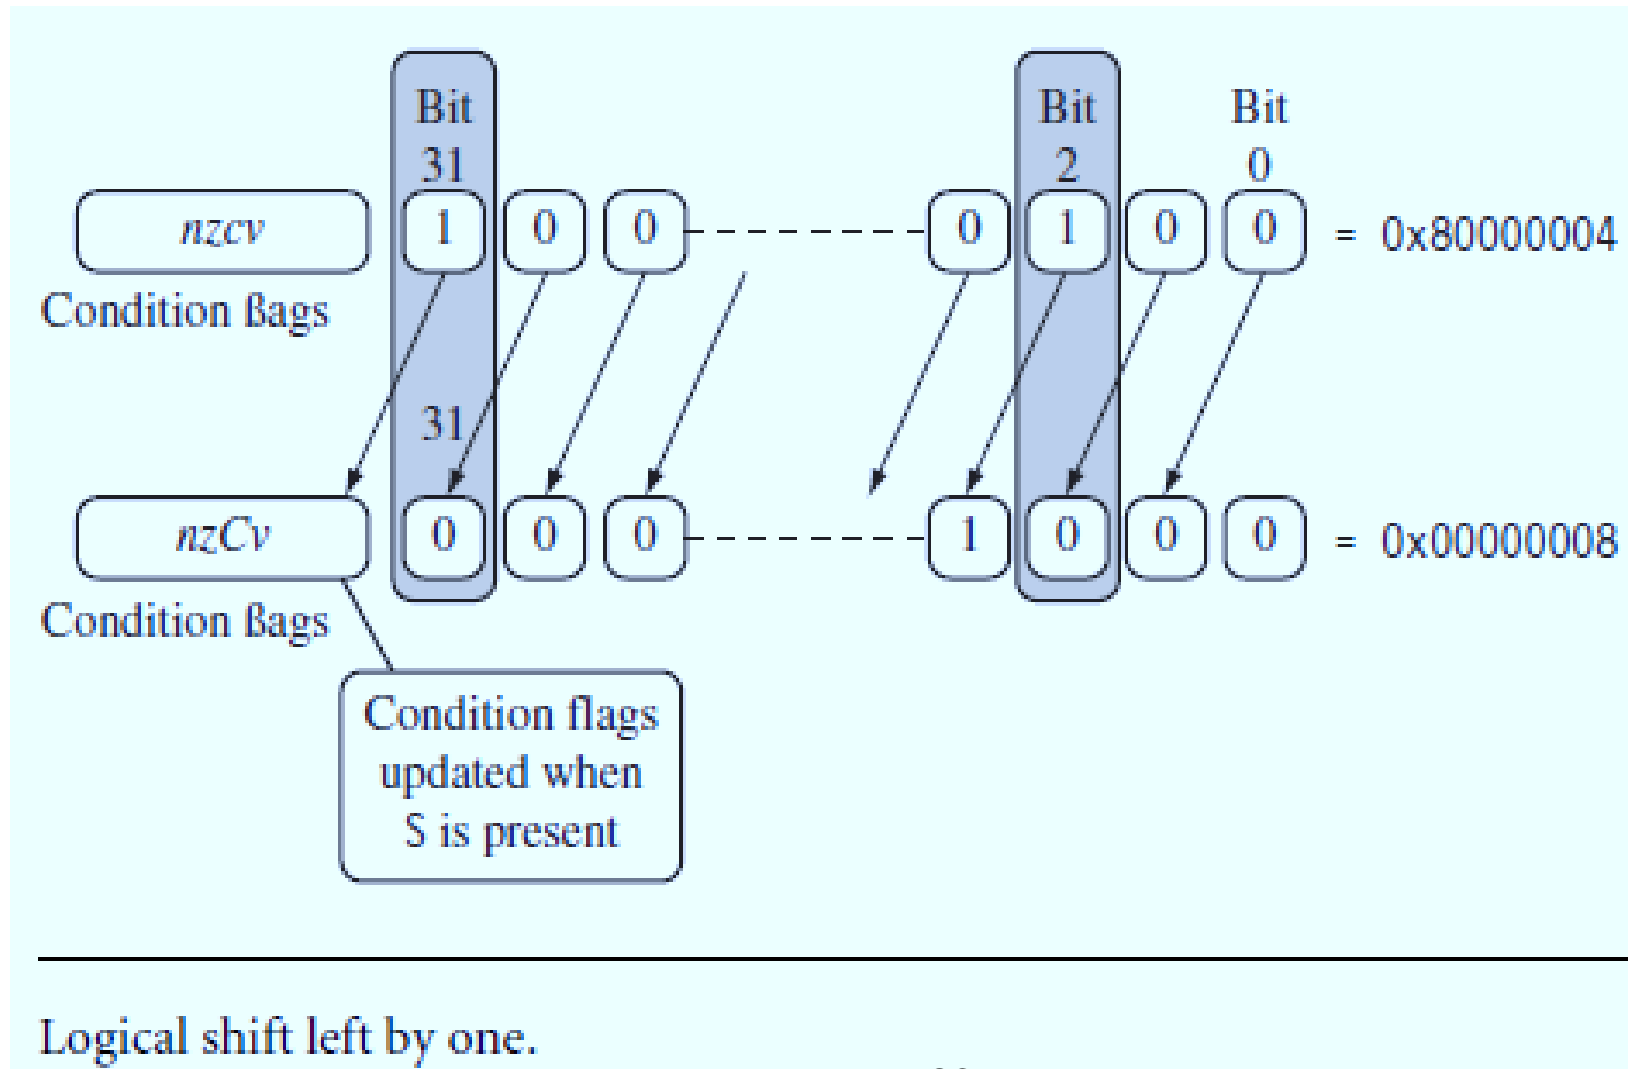 Bit Bit Bit
31 2 0
nzcv 1 0 0 0 1 0 0 = 0x80000004
Condition ßags
31
nzCv 0 0 0 1 0 0 0 = 0x00000008
Condition ßags
Condition flags
updated when
S is present
Logical shift left by one.